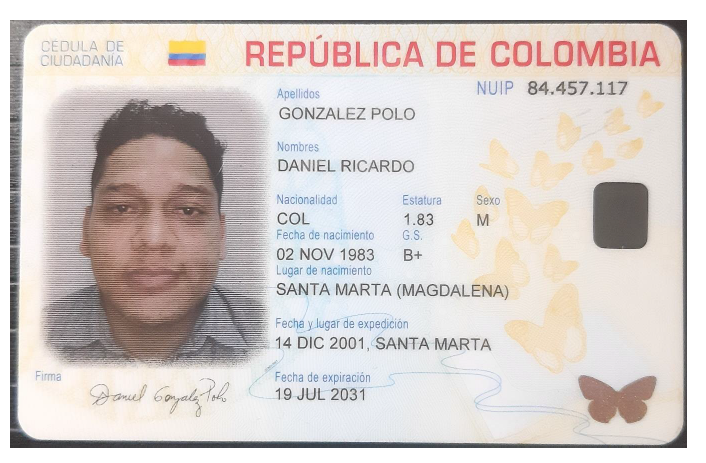 CÉDULA DE
CIUDADANÍA
REPÚBLICA DE COLOMBIA
NUIP 84.457.117
Apellidos
GONZALEZ POLO
Nombres
DANIEL RICARDO
Nacionalidad Estatura Sexo
COL 1.83 M
Fecha de nacimiento G.S.
02 NOV 1983 B+
Lugar de nacimiento
SANTA MARTA (MAGDALENA)
Fecha y lugar de expedición
14 DIC 2001, SANTA MARTA
Fecha de expiración
19 JUL 2031
Firma
Daniel Gonzalez Polo